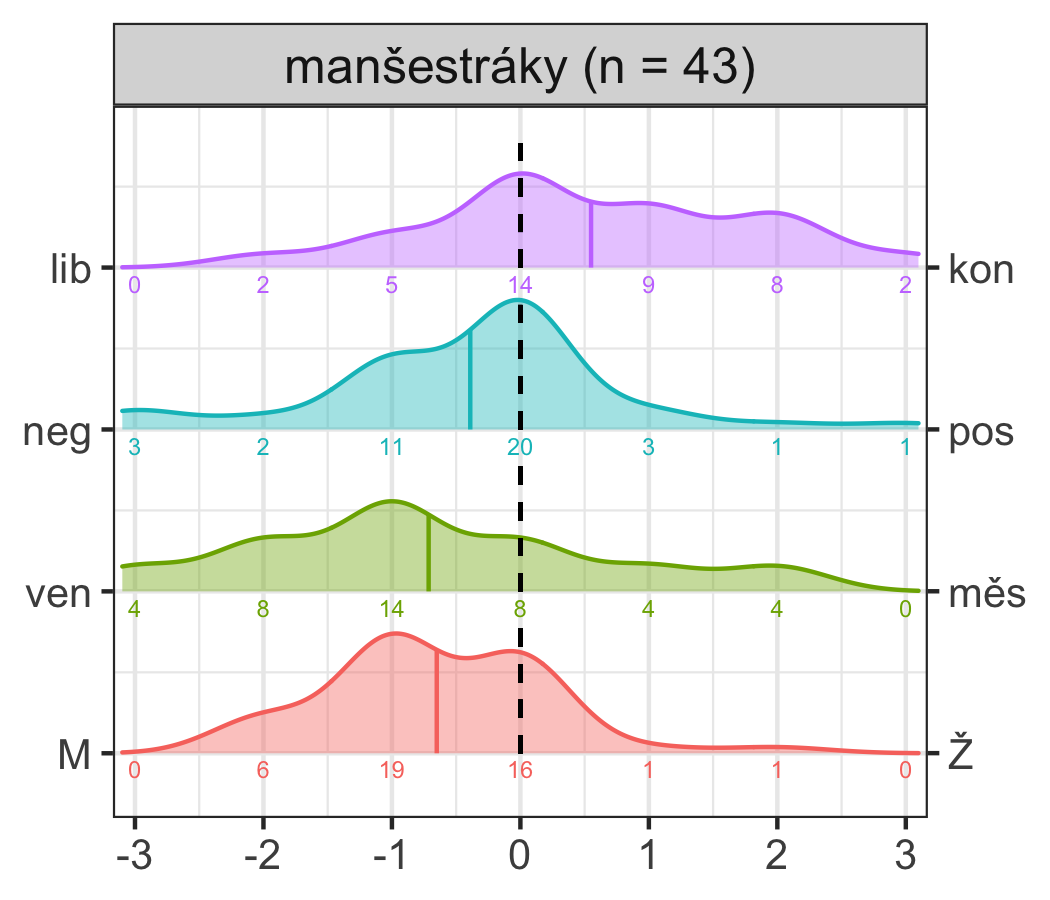 manšestráky (n = 43)
lib kon
0 2 5 14 9 8 2
neg pos
3 2 11 20 3 1 1
ven měs
4 8 14 8 4 4 0
M Ž
0 6 19 16 1 1 0
-3 -2 -1 0 1 2 3